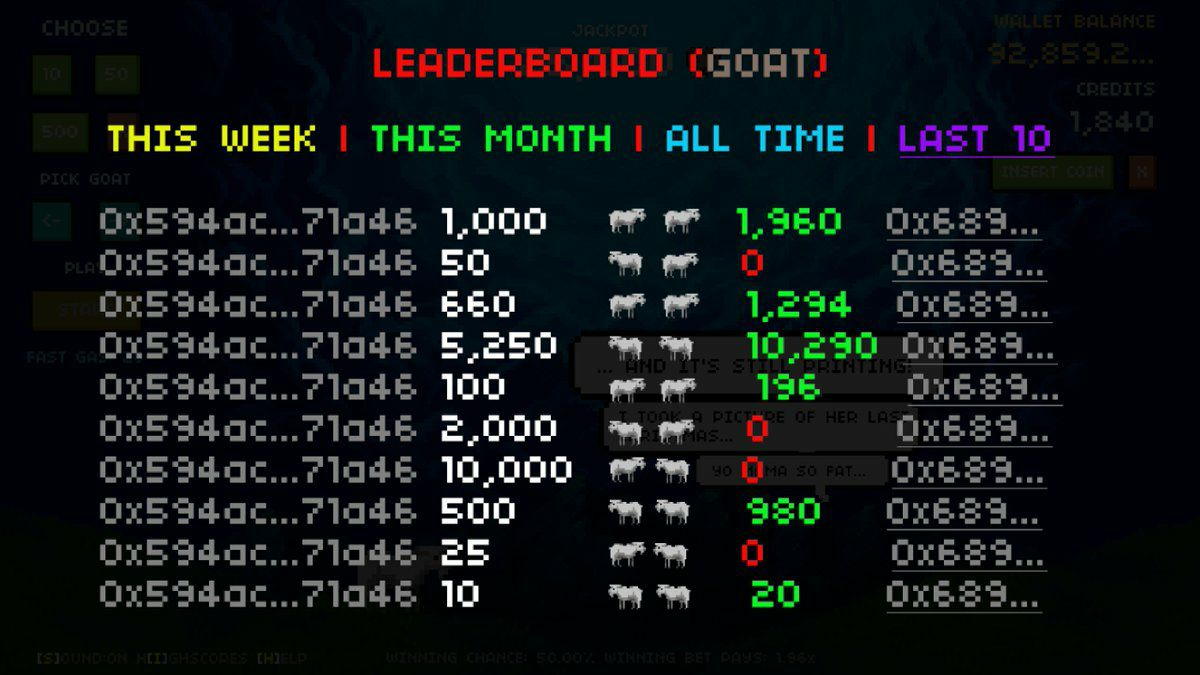 CHOOSE
JACKPOT
WALLET BALANCE
10 50
92,859.2...
LEADERBOARD (GOAT)
CREDITS
500
1,840
THIS WEEK | THIS MONTH | ALL TIME | LAST 10
PICK GOAT
INSERT COIN X
<-
0x594ac...71a46 1,000 1,960 0x689...
0x594ac...71a46 50 0 0x689...
0x594ac...71a46 660 1,294 0x689...
0x594ac...71a46 5,250 10,290 0x689...
0x594ac...71a46 100 196 0x689...
0x594ac...71a46 2,000 0 0x689...
0x594ac...71a46 10,000 0 0x689...
0x594ac...71a46 500 980 0x689...
0x594ac...71a46 25 0 0x689...
0x594ac...71a46 10 20 0x689...
... AND IT'S STILL PRINTING!
I TOOK A PICTURE OF HER LAST
YO MAMA SO FAT...
[S]OUND:ON H[I]GHSCORES [H]ELP
WINNING CHANCE: 50.00% WINNING BET PAYS: 1.96x